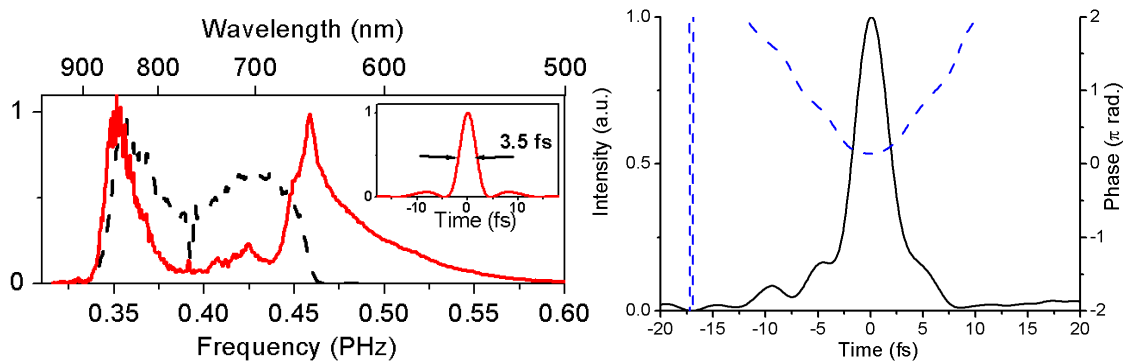 Wavelength (nm)
900 800 700 600 500
1
0
0.35 0.40 0.45 0.50 0.55 0.60
Frequency (PHz)
1
0
-10 0 10
Time (fs)
3.5 fs
Intensity (a.u.)
1.0
0.5
0.0
-20 -15 -10 -5 0 5 10 15 20
Time (fs)
2
1
0
-1
-2
Phase (π rad.)